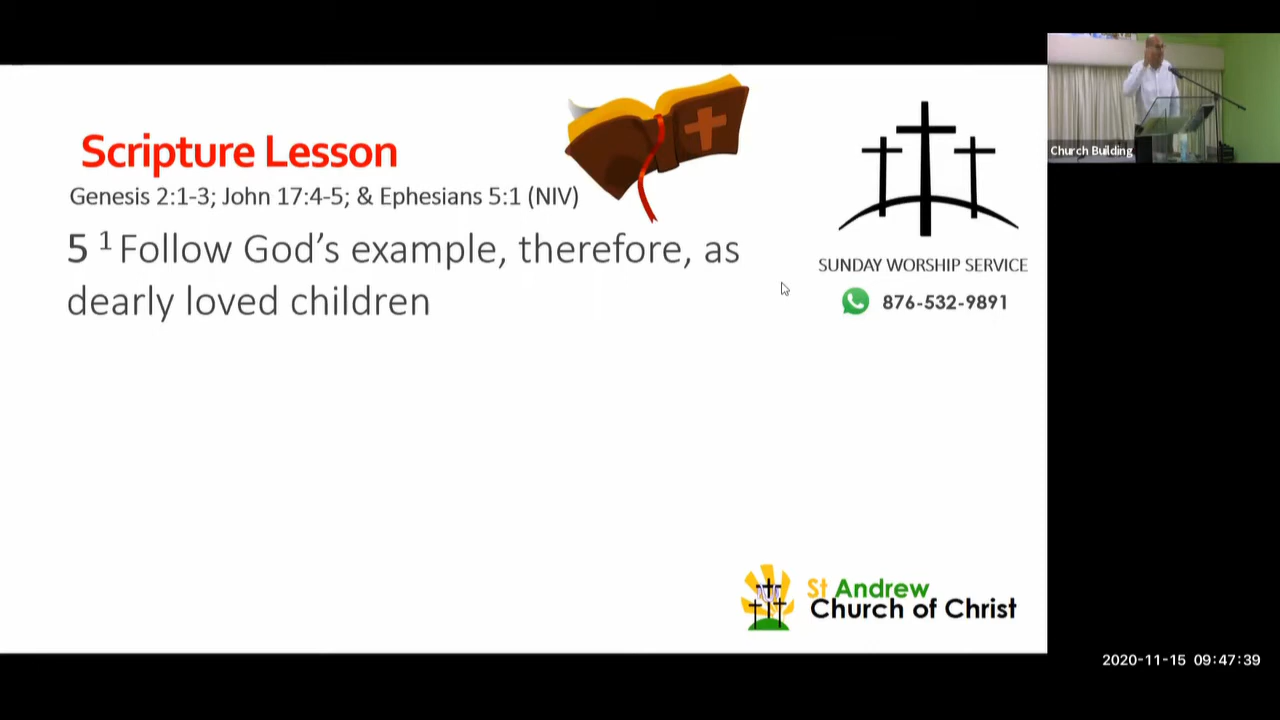 Scripture Lesson
Genesis 2:1-3; John 17:4-5; & Ephesians 5:1 (NIV)
5 1 Follow God's example, therefore, as
dearly loved children
SUNDAY WORSHIP SERVICE
876-532-9891
St Andrew
Church of Christ
Church Building
2020-11-15 09:47:39